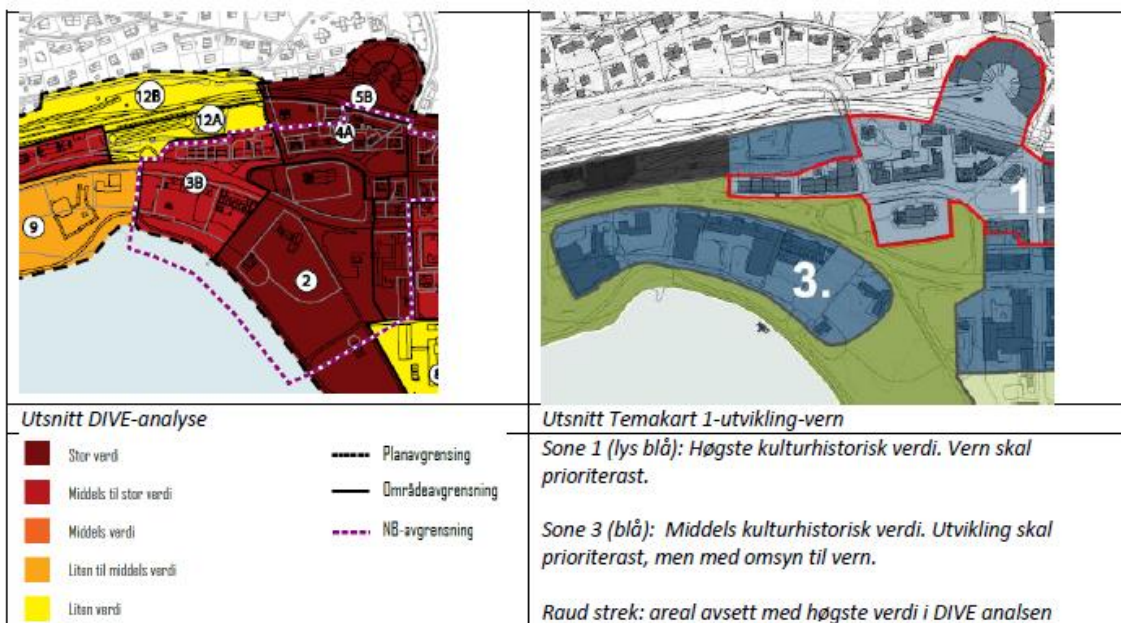 12B
5B
12A
4A
3B
9
2
1.
3.
Utsnitt DIVE-analyse
Utsnitt Temakart 1-utvikling-vern
Stor verdi
Middels til stor verdi
Middels verdi
Liten til middels verdi
Liten verdi
Planavgrensing
Områdeavgrensning
NB-avgrensning
Sone 1 (lys blå): Høgste kulturhistorisk verdi. Vern skal
prioriterast.
Sone 3 (blå): Middels kulturhistorisk verdi. Utvikling skal
prioriterast, men med omsyn til vern.
Raud strek: areal avsett med høgste verdi i DIVE analsen